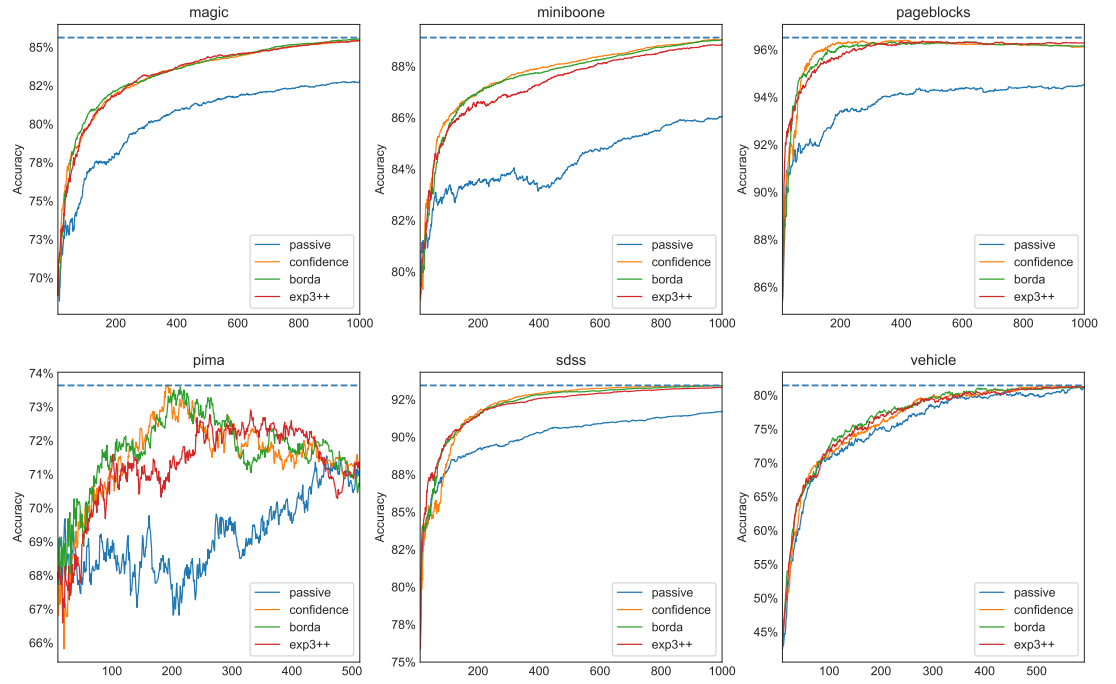 magic
85%
82%
80%
78%
75%
73%
70%
Accuracy
200 400 600 800 1000
passive
confidence
borda
exp3++
miniboone
88%
86%
84%
82%
80%
Accuracy
200 400 600 800 1000
passive
confidence
borda
exp3++
pageblocks
96%
94%
92%
90%
88%
86%
Accuracy
200 400 600 800 1000
passive
confidence
borda
exp3++
pima
74%
73%
72%
71%
70%
69%
68%
67%
66%
Accuracy
100 200 300 400 500
passive
confidence
borda
exp3++
sdss
92%
90%
88%
85%
82%
80%
78%
75%
Accuracy
200 400 600 800 1000
passive
confidence
borda
exp3++
vehicle
80%
75%
70%
65%
60%
55%
50%
45%
Accuracy
100 200 300 400 500
passive
confidence
borda
exp3++